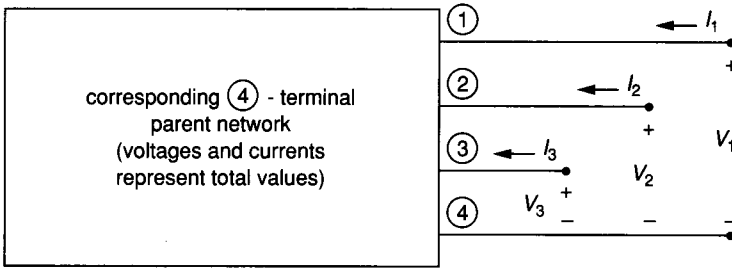 1 I₁
+
2 I₂
corresponding 4 - terminal
parent network
(voltages and currents
represent total values)
+
V₁
3 I₃
V₂
+
V₃
4
− − −